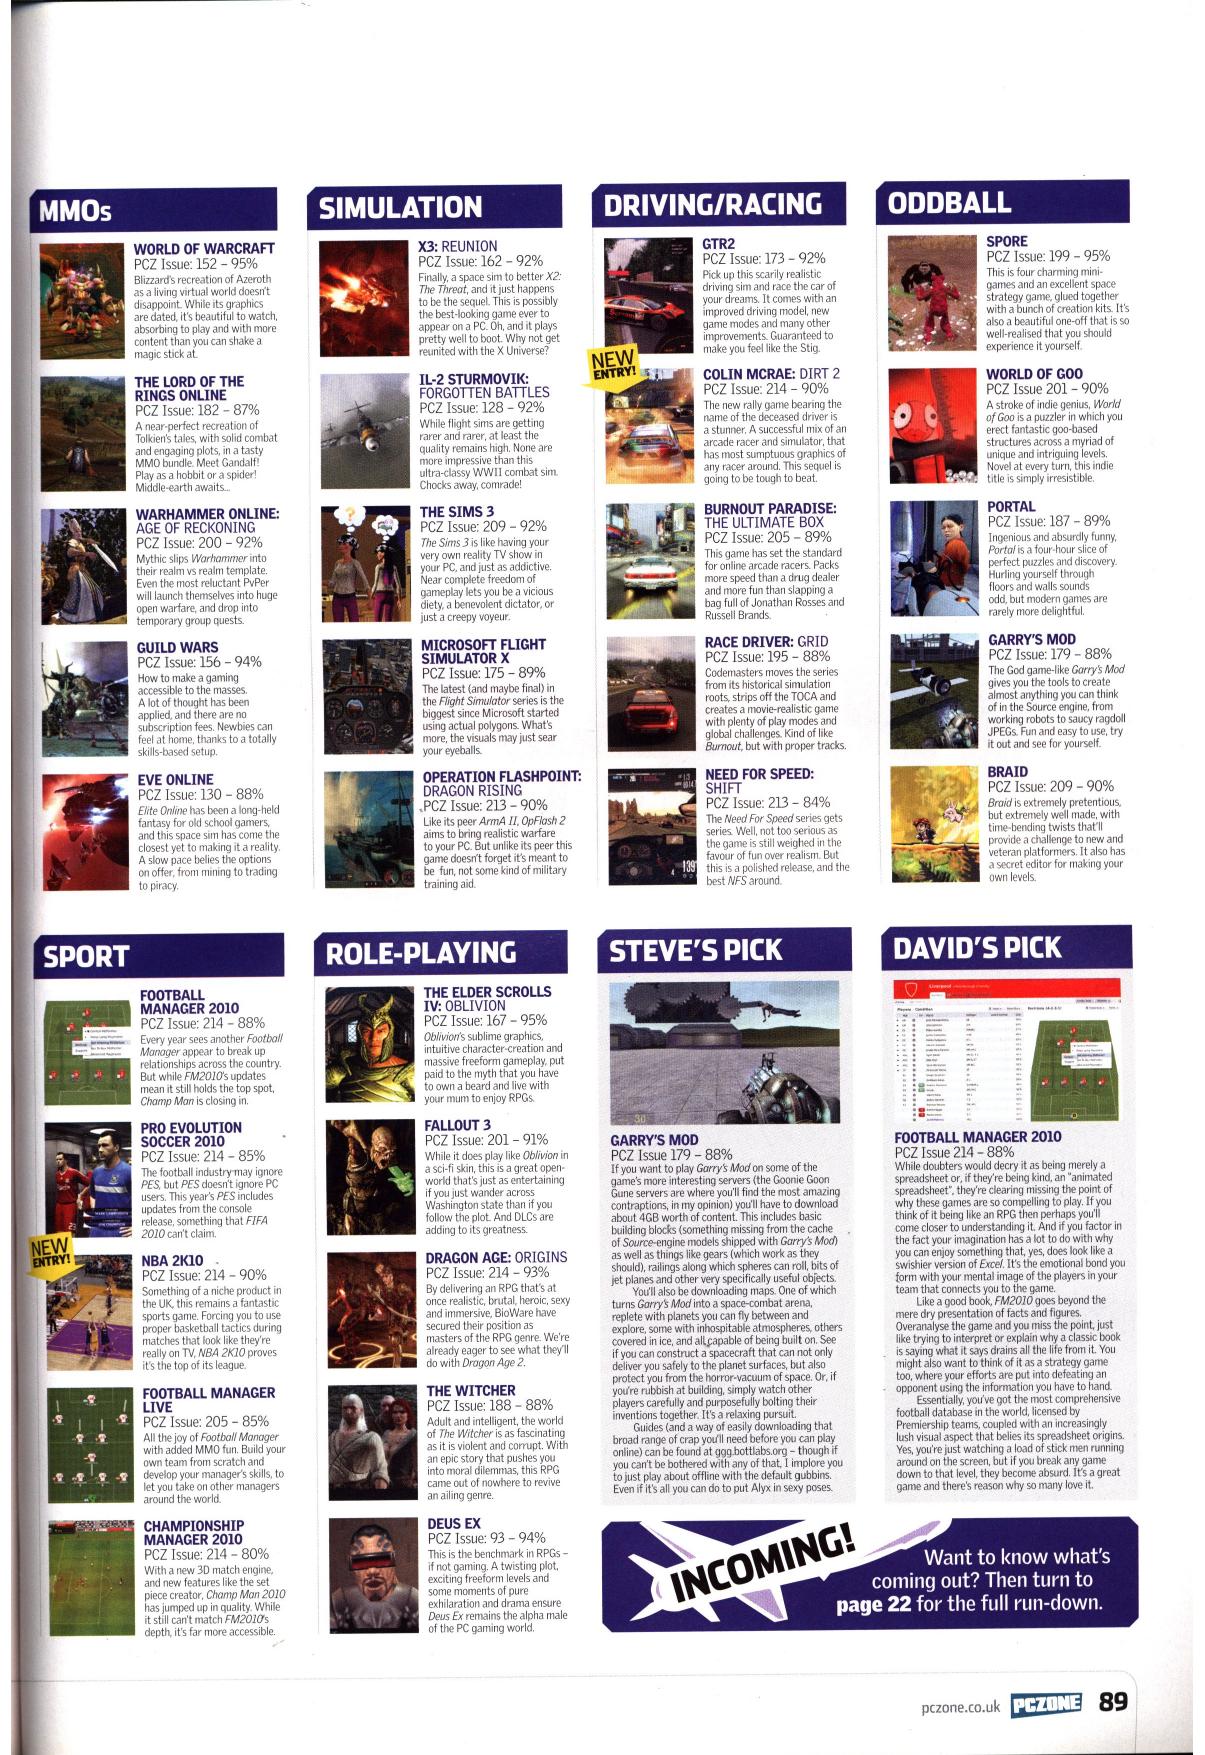 MMOs
WORLD OF WARCRAFT
PCZ Issue: 152 – 95%
Blizzard's recreation of Azeroth
as a living virtual world doesn't
disappoint. While its graphics
are dated, it's beautiful to watch,
absorbing to play and with more
content than you can shake a
magic stick at.
THE LORD OF THE
RINGS ONLINE
PCZ Issue: 182 – 87%
A near-perfect recreation of
Tolkien's tales, with solid combat
and engaging plots, in a tasty
MMO bundle. Meet Gandalf!
Play as a hobbit or a spider!
Middle-earth awaits...
WARHAMMER ONLINE:
AGE OF RECKONING
PCZ Issue: 200 – 92%
Mythic slips Warhammer into
their realm vs realm template.
Even the most reluctant PvPer
will launch themselves into huge
open warfare, and drop into
temporary group quests.
GUILD WARS
PCZ Issue: 156 – 94%
How to make a gaming
accessible to the masses.
A lot of thought has been
applied, and there are no
subscription fees. Newbies can
feel at home, thanks to a totally
skills-based setup.
EVE ONLINE
PCZ Issue: 130 – 88%
Elite Online has been a long-held
fantasy for old school gamers,
and this space sim has come the
closest yet to making it a reality.
A slow pace belies the options
on offer, from mining to trading
to piracy.
SIMULATION
X3: REUNION
PCZ Issue: 162 – 92%
Finally, a space sim to better X2:
The Threat, and it just happens
to be the sequel. This is possibly
the best-looking game ever to
appear on a PC. Oh, and it plays
pretty well to boot. Why not get
reunited with the X Universe?
IL-2 STURMOVIK:
FORGOTTEN BATTLES
PCZ Issue: 128 – 92%
While flight sims are getting
rarer and rarer, at least the
quality remains high. None are
more impressive than this
ultra-classy WWII combat sim.
Chocks away, comrade!
THE SIMS 3
PCZ Issue: 209 – 92%
The Sims 3 is like having your
very own reality TV show in
your PC, and just as addictive.
Near complete freedom of
gameplay lets you be a vicious
diety, a benevolent dictator, or
just a creepy voyeur.
MICROSOFT FLIGHT
SIMULATOR X
PCZ Issue: 175 – 89%
The latest (and maybe final) in
the Flight Simulator series is the
biggest since Microsoft started
using actual polygons. What's
more, the visuals may just sear
your eyeballs.
OPERATION FLASHPOINT:
DRAGON RISING
PCZ Issue: 213 – 90%
Like its peer ArmA II, OpFlash 2
aims to bring realistic warfare
to your PC. But unlike its peer this
game doesn't forget it's meant to
be fun, not some kind of military
training aid.
DRIVING/RACING
GTR2
PCZ Issue: 173 – 92%
Pick up this scarily realistic
driving sim and race the car of
your dreams. It comes with an
improved driving model, new
game modes and many other
improvements. Guaranteed to
make you feel like the Stig.
NEW
ENTRY!
COLIN MCRAE: DIRT 2
PCZ Issue: 214 – 90%
The new rally game bearing the
name of the deceased driver is
a stunner. A successful mix of an
arcade racer and simulator, that
has most sumptuous graphics of
any racer around. This sequel is
going to be tough to beat.
BURNOUT PARADISE:
THE ULTIMATE BOX
PCZ Issue: 205 – 89%
This game has set the standard
for online arcade racers. Packs
more speed than a drug dealer
and more fun than slapping a
bag full of Jonathan Rosses and
Russell Brands.
RACE DRIVER: GRID
PCZ Issue: 195 – 88%
Codemasters moves the series
from its historical simulation
roots, strips off the TOCA and
creates a movie-realistic game
with plenty of play modes and
global challenges. Kind of like
Burnout, but with proper tracks.
NEED FOR SPEED:
SHIFT
PCZ Issue: 213 – 84%
The Need For Speed series gets
series. Well, not too serious as
the game is still weighed in the
favour of fun over realism. But
this is a polished release, and the
best NFS around.
ODDBALL
SPORE
PCZ Issue: 199 – 95%
This is four charming mini-
games and an excellent space
strategy game, glued together
with a bunch of creation kits. It's
also a beautiful one-off that is so
well-realised that you should
experience it yourself.
WORLD OF GOO
PCZ Issue 201 – 90%
A stroke of indie genius, World
of Goo is a puzzler in which you
erect fantastic goo-based
structures across a myriad of
unique and intriguing levels.
Novel at every turn, this indie
title is simply irresistible.
PORTAL
PCZ Issue: 187 – 89%
Ingenious and absurdly funny,
Portal is a four-hour slice of
perfect puzzles and discovery.
Hurling yourself through
floors and walls sounds
odd, but modern games are
rarely more delightful.
GARRY'S MOD
PCZ Issue: 179 – 88%
The God game-like Garry's Mod
gives you the tools to create
almost anything you can think
of in the Source engine, from
working robots to saucy ragdoll
JPEGs. Fun and easy to use, try
it out and see for yourself.
BRAID
PCZ Issue: 209 – 90%
Braid is extremely pretentious,
but extremely well made, with
time-bending twists that'll
provide a challenge to new and
veteran platformers. It also has
a secret editor for making your
own levels.
SPORT
FOOTBALL
MANAGER 2010
PCZ Issue: 214 – 88%
Every year sees another Football
Manager appear to break up
relationships across the country.
But while FM2010's updates
mean it still holds the top spot,
Champ Man is closing in.
PRO EVOLUTION
SOCCER 2010
PCZ Issue: 214 – 85%
The football industry may ignore
PES, but PES doesn't ignore PC
users. This year's PES includes
updates from the console
release, something that FIFA
2010 can't claim.
NEW
ENTRY!
NBA 2K10
PCZ Issue: 214 – 90%
Something of a niche product in
the UK, this remains a fantastic
sports game. Forcing you to use
proper basketball tactics during
matches that look like they're
really on TV, NBA 2K10 proves
it's the top of its league.
FOOTBALL MANAGER
LIVE
PCZ Issue: 205 – 85%
All the joy of Football Manager
with added MMO fun. Build your
own team from scratch and
develop your manager's skills, to
let you take on other managers
around the world.
CHAMPIONSHIP
MANAGER 2010
PCZ Issue: 214 – 80%
With a new 3D match engine,
and new features like the set
piece creator, Champ Man 2010
has jumped up in quality. While
it still can't match FM2010's
depth, it's far more accessible.
ROLE-PLAYING
THE ELDER SCROLLS
IV: OBLIVION
PCZ Issue: 167 – 95%
Oblivion's sublime graphics,
intuitive character-creation and
massive freeform gameplay, put
paid to the myth that you have
to own a beard and live with
your mum to enjoy RPGs.
FALLOUT 3
PCZ Issue: 201 – 91%
While it does play like Oblivion in
a sci-fi skin, this is a great open-
world that's just as entertaining
if you just wander across
Washington state than if you
follow the plot. And DLCs are
adding to its greatness.
DRAGON AGE: ORIGINS
PCZ Issue: 214 – 93%
By delivering an RPG that's at
once realistic, brutal, heroic, sexy
and immersive, BioWare have
secured their position as
masters of the RPG genre. We're
already eager to see what they'll
do with Dragon Age 2.
THE WITCHER
PCZ Issue: 188 – 88%
Adult and intelligent, the world
of The Witcher is as fascinating
as it is violent and corrupt. With
an epic story that pushes you
into moral dilemmas, this RPG
came out of nowhere to revive
an ailing genre.
DEUS EX
PCZ Issue: 93 – 94%
This is the benchmark in RPGs –
if not gaming. A twisting plot,
exciting freeform levels and
some moments of pure
exhilaration and drama ensure
Deus Ex remains the alpha male
of the PC gaming world.
STEVE'S PICK
36
GARRY'S MOD
PCZ Issue 179 – 88%
If you want to play Garry's Mod on some of the
game's more interesting servers (the Goonie Goon
Gune servers are where you'll find the most amazing
contraptions, in my opinion) you'll have to download
about 4GB worth of content. This includes basic
building blocks (something missing from the cache
of Source-engine models shipped with Garry's Mod)
as well as things like gears (which work as they
should), railings along which spheres can roll, bits of
jet planes and other very specifically useful objects.
You'll also be downloading maps. One of which
turns Garry's Mod into a space-combat arena,
replete with planets you can fly between and
explore, some with inhospitable atmospheres, others
covered in ice, and all capable of being built on. See
if you can construct a spacecraft that can not only
deliver you safely to the planet surfaces, but also
protect you from the horror-vacuum of space. Or, if
you're rubbish at building, simply watch other
players carefully and purposefully bolting their
inventions together. It's a relaxing pursuit.
Guides (and a way of easily downloading that
broad range of crap you'll need before you can play
online) can be found at ggg.bottlabs.org – though if
you can't be bothered with any of that, I implore you
to just play about offline with the default gubbins.
Even if it's all you can do to put Alyx in sexy poses.
DAVID'S PICK
Liverpool
FOOTBALL MANAGER 2010
PCZ Issue 214 – 88%
While doubters would decry it as being merely a
spreadsheet or, if they're being kind, an "animated
spreadsheet", they're clearing missing the point of
why these games are so compelling to play. If you
think of it being like an RPG then perhaps you'll
come closer to understanding it. And if you factor in
the fact your imagination has a lot to do with why
you can enjoy something that, yes, does look like a
swishier version of Excel. It's the emotional bond you
form with your mental image of the players in your
team that connects you to the game.
Like a good book, FM2010 goes beyond the
mere dry presentation of facts and figures.
Overanalyse the game and you miss the point, just
like trying to interpret or explain why a classic book
is saying what it says drains all the life from it. You
might also want to think of it as a strategy game
too, where your efforts are put into defeating an
opponent using the information you have to hand.
Essentially, you've got the most comprehensive
football database in the world, licensed by
Premiership teams, coupled with an increasingly
lush visual aspect that belies its spreadsheet origins.
Yes, you're just watching a load of stick men running
around on the screen, but if you break any game
down to that level, they become absurd. It's a great
game and there's reason why so many love it.
INCOMING!
Want to know what's
coming out? Then turn to
page 22 for the full run-down.
pczone.co.uk PCZONE 89